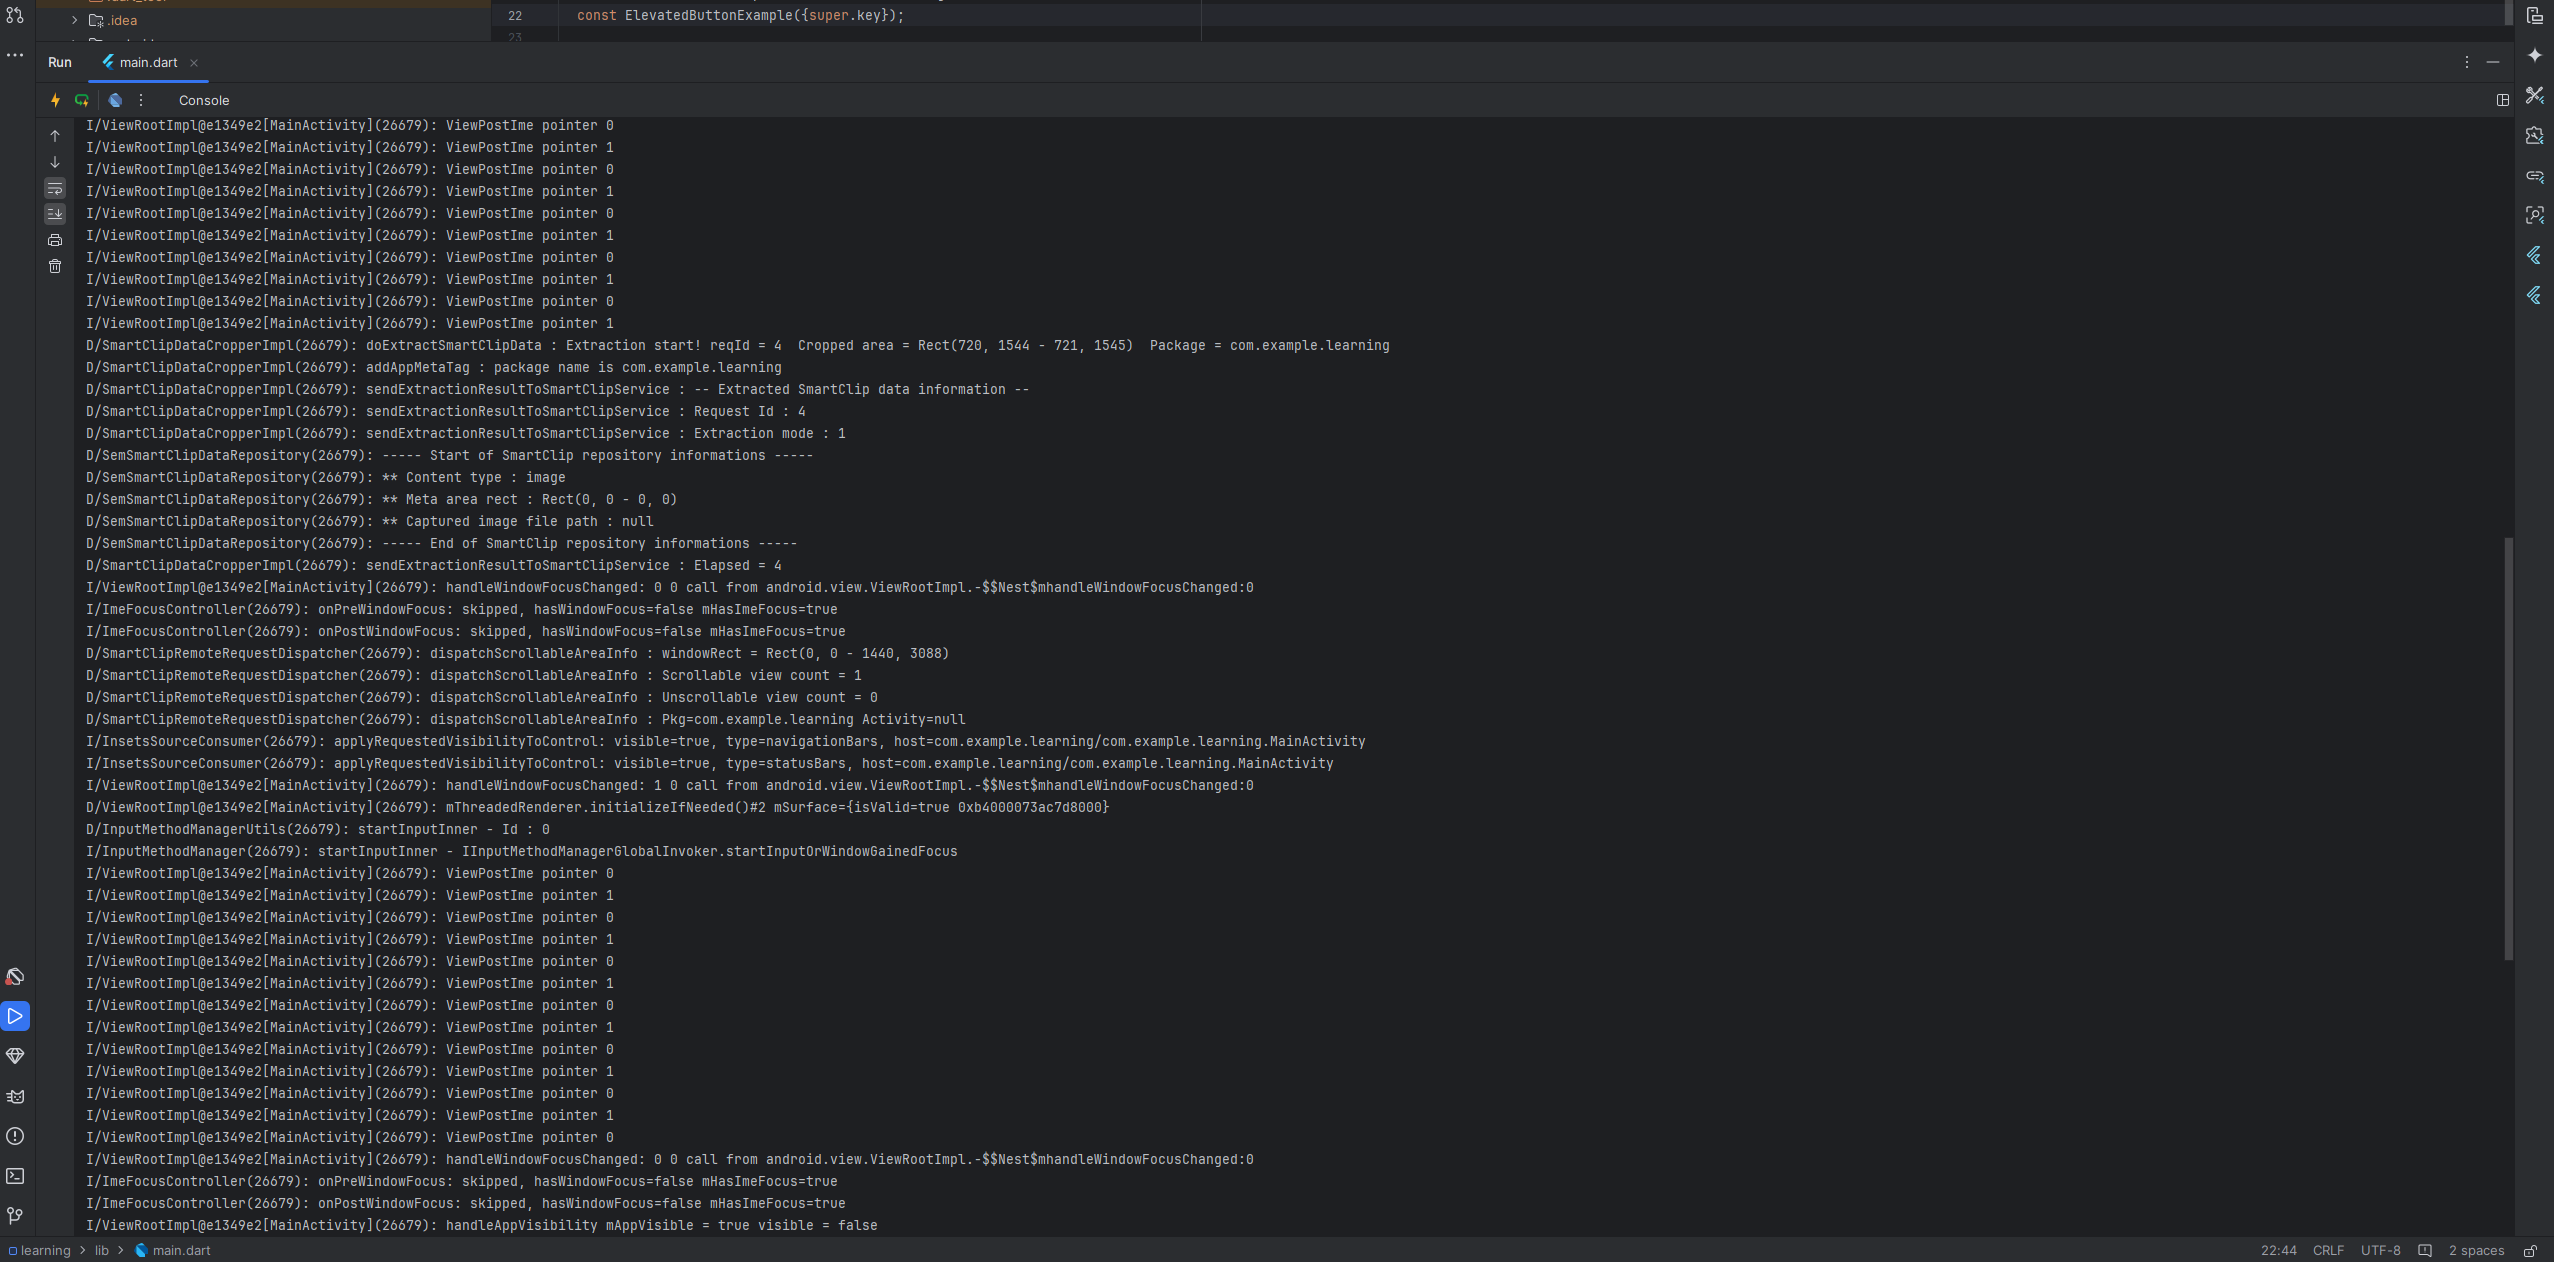 .idea
22 const ElevatedButtonExample({super.key});
23
Run main.dart
Console
I/ViewRootImpl@e1349e2[MainActivity](26679): ViewPostIme pointer 0
I/ViewRootImpl@e1349e2[MainActivity](26679): ViewPostIme pointer 1
I/ViewRootImpl@e1349e2[MainActivity](26679): ViewPostIme pointer 0
I/ViewRootImpl@e1349e2[MainActivity](26679): ViewPostIme pointer 1
I/ViewRootImpl@e1349e2[MainActivity](26679): ViewPostIme pointer 0
I/ViewRootImpl@e1349e2[MainActivity](26679): ViewPostIme pointer 1
I/ViewRootImpl@e1349e2[MainActivity](26679): ViewPostIme pointer 0
I/ViewRootImpl@e1349e2[MainActivity](26679): ViewPostIme pointer 1
I/ViewRootImpl@e1349e2[MainActivity](26679): ViewPostIme pointer 0
I/ViewRootImpl@e1349e2[MainActivity](26679): ViewPostIme pointer 1
D/SmartClipDataCropperImpl(26679): doExtractSmartClipData : Extraction start! reqId = 4  Cropped area = Rect(720, 1544 - 721, 1545)  Package = com.example.learning
D/SmartClipDataCropperImpl(26679): addAppMetaTag : package name is com.example.learning
D/SmartClipDataCropperImpl(26679): sendExtractionResultToSmartClipService : -- Extracted SmartClip data information --
D/SmartClipDataCropperImpl(26679): sendExtractionResultToSmartClipService : Request Id : 4
D/SmartClipDataCropperImpl(26679): sendExtractionResultToSmartClipService : Extraction mode : 1
D/SemSmartClipDataRepository(26679): ----- Start of SmartClip repository informations -----
D/SemSmartClipDataRepository(26679): ** Content type : image
D/SemSmartClipDataRepository(26679): ** Meta area rect : Rect(0, 0 - 0, 0)
D/SemSmartClipDataRepository(26679): ** Captured image file path : null
D/SemSmartClipDataRepository(26679): ----- End of SmartClip repository informations -----
D/SmartClipDataCropperImpl(26679): sendExtractionResultToSmartClipService : Elapsed = 4
I/ViewRootImpl@e1349e2[MainActivity](26679): handleWindowFocusChanged: 0 0 call from android.view.ViewRootImpl.-$$Nest$mhandleWindowFocusChanged:0
I/ImeFocusController(26679): onPreWindowFocus: skipped, hasWindowFocus=false mHasImeFocus=true
I/ImeFocusController(26679): onPostWindowFocus: skipped, hasWindowFocus=false mHasImeFocus=true
D/SmartClipRemoteRequestDispatcher(26679): dispatchScrollableAreaInfo : windowRect = Rect(0, 0 - 1440, 3088)
D/SmartClipRemoteRequestDispatcher(26679): dispatchScrollableAreaInfo : Scrollable view count = 1
D/SmartClipRemoteRequestDispatcher(26679): dispatchScrollableAreaInfo : Unscrollable view count = 0
D/SmartClipRemoteRequestDispatcher(26679): dispatchScrollableAreaInfo : Pkg=com.example.learning Activity=null
I/InsetsSourceConsumer(26679): applyRequestedVisibilityToControl: visible=true, type=navigationBars, host=com.example.learning/com.example.learning.MainActivity
I/InsetsSourceConsumer(26679): applyRequestedVisibilityToControl: visible=true, type=statusBars, host=com.example.learning/com.example.learning.MainActivity
I/ViewRootImpl@e1349e2[MainActivity](26679): handleWindowFocusChanged: 1 0 call from android.view.ViewRootImpl.-$$Nest$mhandleWindowFocusChanged:0
D/ViewRootImpl@e1349e2[MainActivity](26679): mThreadedRenderer.initializeIfNeeded()#2 mSurface={isValid=true 0xb4000073ac7d8000}
D/InputMethodManagerUtils(26679): startInputInner - Id : 0
I/InputMethodManager(26679): startInputInner - IInputMethodManagerGlobalInvoker.startInputOrWindowGainedFocus
I/ViewRootImpl@e1349e2[MainActivity](26679): ViewPostIme pointer 0
I/ViewRootImpl@e1349e2[MainActivity](26679): ViewPostIme pointer 1
I/ViewRootImpl@e1349e2[MainActivity](26679): ViewPostIme pointer 0
I/ViewRootImpl@e1349e2[MainActivity](26679): ViewPostIme pointer 1
I/ViewRootImpl@e1349e2[MainActivity](26679): ViewPostIme pointer 0
I/ViewRootImpl@e1349e2[MainActivity](26679): ViewPostIme pointer 1
I/ViewRootImpl@e1349e2[MainActivity](26679): ViewPostIme pointer 0
I/ViewRootImpl@e1349e2[MainActivity](26679): ViewPostIme pointer 1
I/ViewRootImpl@e1349e2[MainActivity](26679): ViewPostIme pointer 0
I/ViewRootImpl@e1349e2[MainActivity](26679): ViewPostIme pointer 1
I/ViewRootImpl@e1349e2[MainActivity](26679): ViewPostIme pointer 0
I/ViewRootImpl@e1349e2[MainActivity](26679): ViewPostIme pointer 1
I/ViewRootImpl@e1349e2[MainActivity](26679): ViewPostIme pointer 0
I/ViewRootImpl@e1349e2[MainActivity](26679): handleWindowFocusChanged: 0 0 call from android.view.ViewRootImpl.-$$Nest$mhandleWindowFocusChanged:0
I/ImeFocusController(26679): onPreWindowFocus: skipped, hasWindowFocus=false mHasImeFocus=true
I/ImeFocusController(26679): onPostWindowFocus: skipped, hasWindowFocus=false mHasImeFocus=true
I/ViewRootImpl@e1349e2[MainActivity](26679): handleAppVisibility mAppVisible = true visible = false
learning > lib > main.dart 22:44 CRLF UTF-8 2 spaces